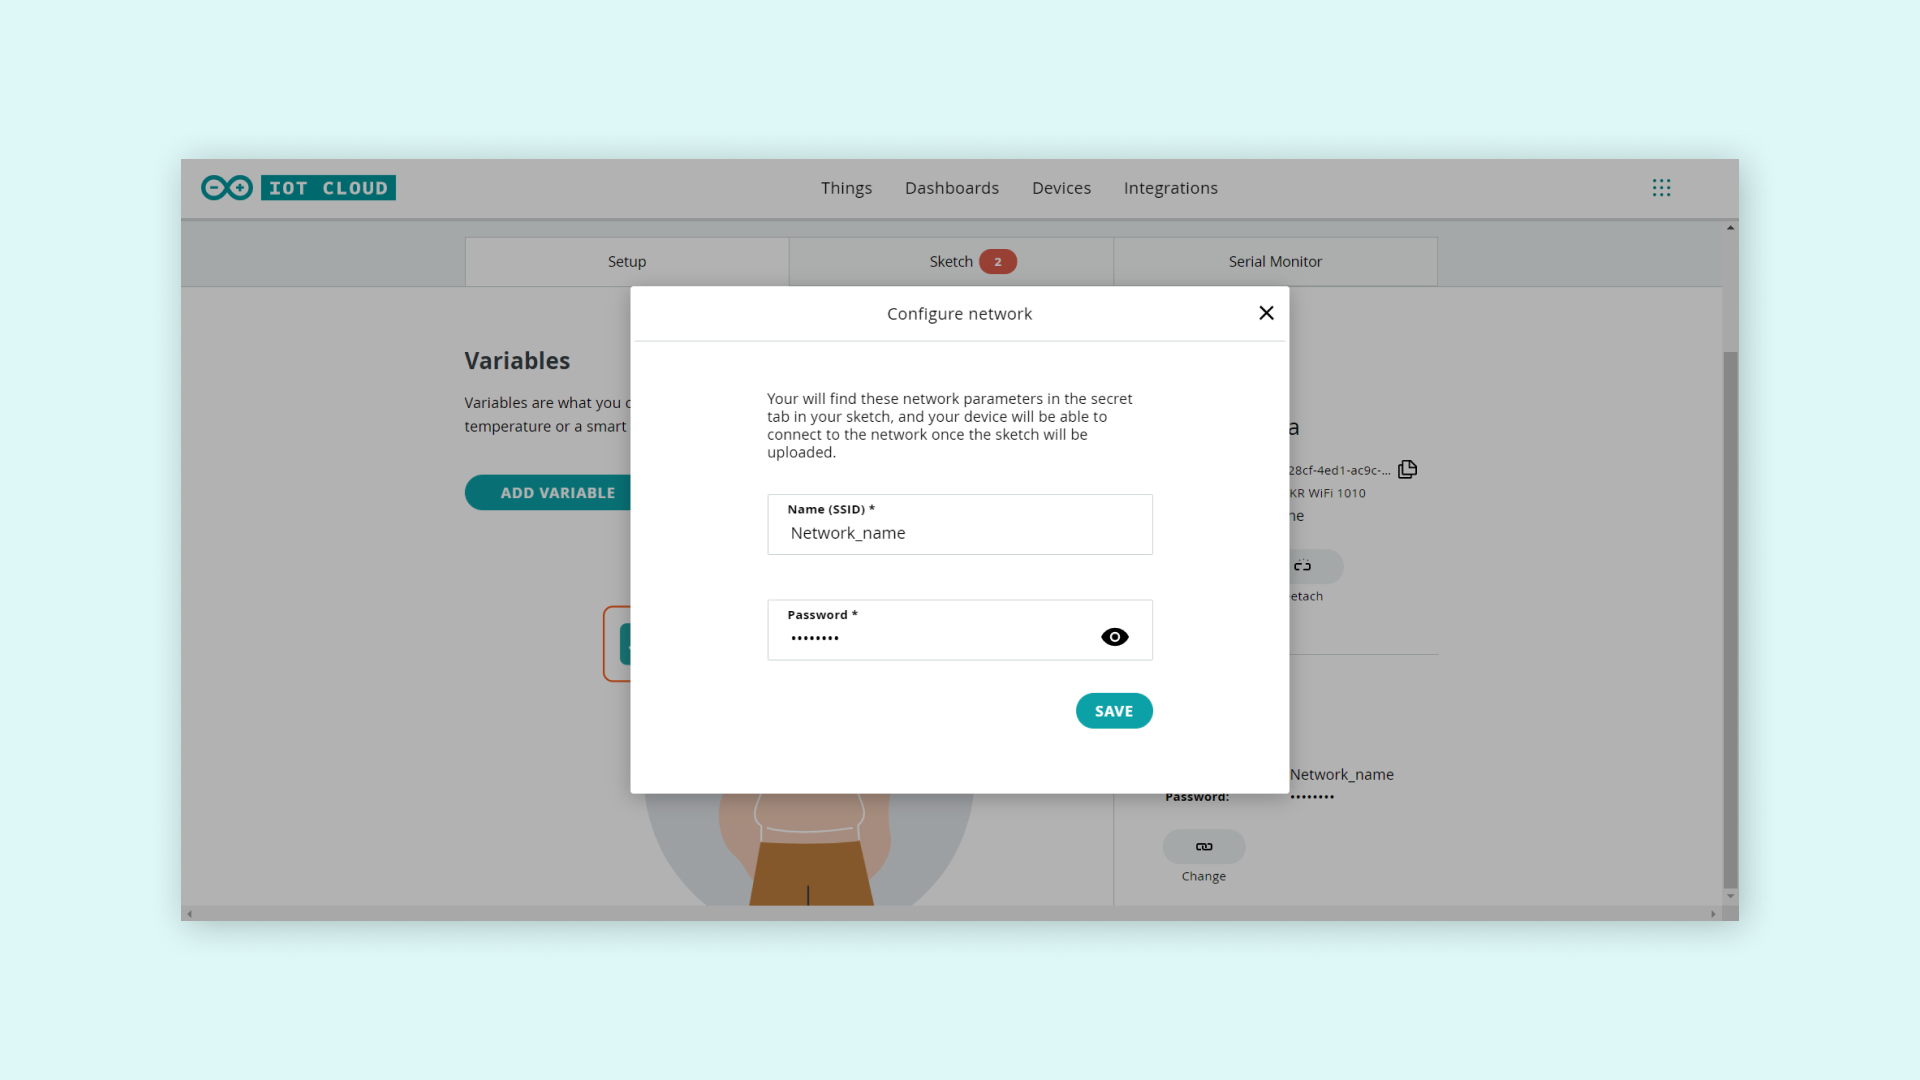 IOT CLOUD
Things
Dashboards
Devices
Integrations
Setup
Sketch 2
Serial Monitor
Configure network
Variables
Variables are what you
temperature or a smart
ADD VARIABLE
Your will find these network parameters in the secret
tab in your sketch, and your device will be able to
connect to the network once the sketch will be
uploaded.
Name (SSID) *
Network_name
Password *
••••••••
SAVE
28cf-4ed1-ac9c-...
KR WiFi 1010
etach
Network_name
Password: ••••••••
Change